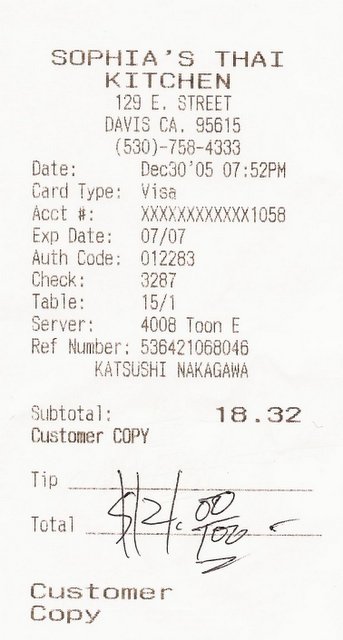 SOPHIA'S THAI
KITCHEN
129 E. STREET
DAVIS CA. 95615
(530)-758-4333
Date: Dec30'05 07:52PM
Card Type: Visa
Acct #: XXXXXXXXXXXX1058
Exp Date: 07/07
Auth Code: 012283
Check: 3287
Table: 15/1
Server: 4008 Toon E
Ref Number: 536421068046
KATSUSHI NAKAGAWA
Subtotal: 18.32
Customer COPY
Tip
Total $21.00/100
Customer
Copy